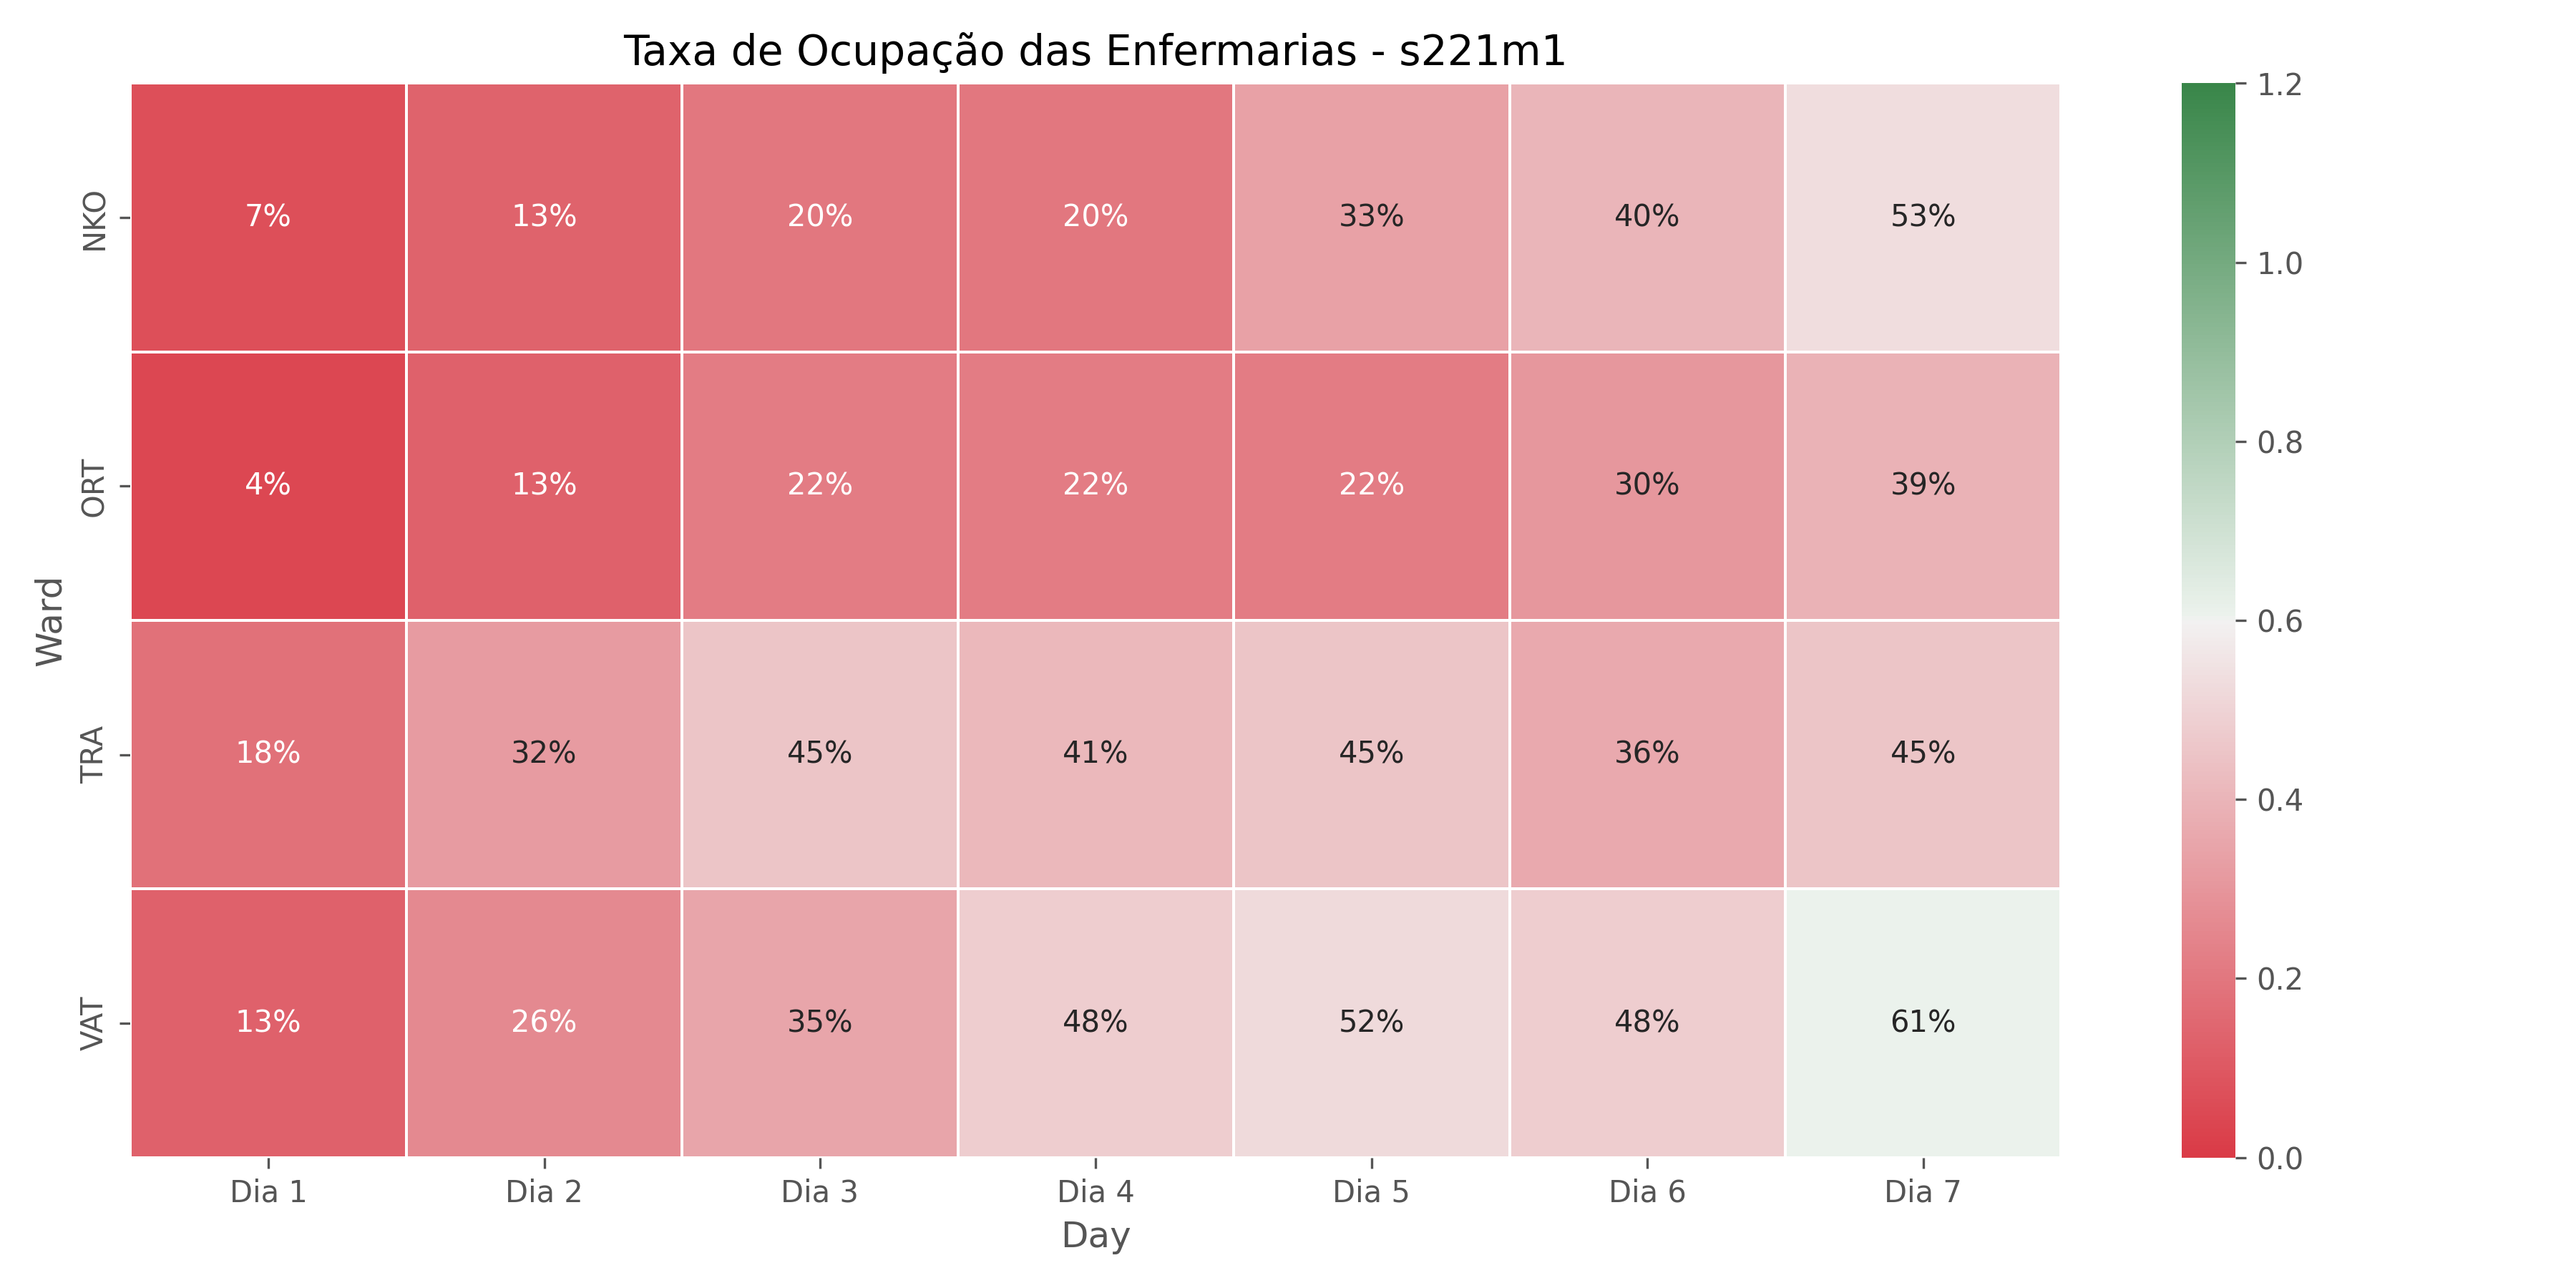 Taxa de Ocupação das Enfermarias - s221m1
NKO 7% 13% 20% 20% 33% 40% 53%
ORT 4% 13% 22% 22% 22% 30% 39%
TRA 18% 32% 45% 41% 45% 36% 45%
VAT 13% 26% 35% 48% 52% 48% 61%
Ward
Dia 1 Dia 2 Dia 3 Dia 4 Dia 5 Dia 6 Dia 7
Day
1.2
1.0
0.8
0.6
0.4
0.2
0.0